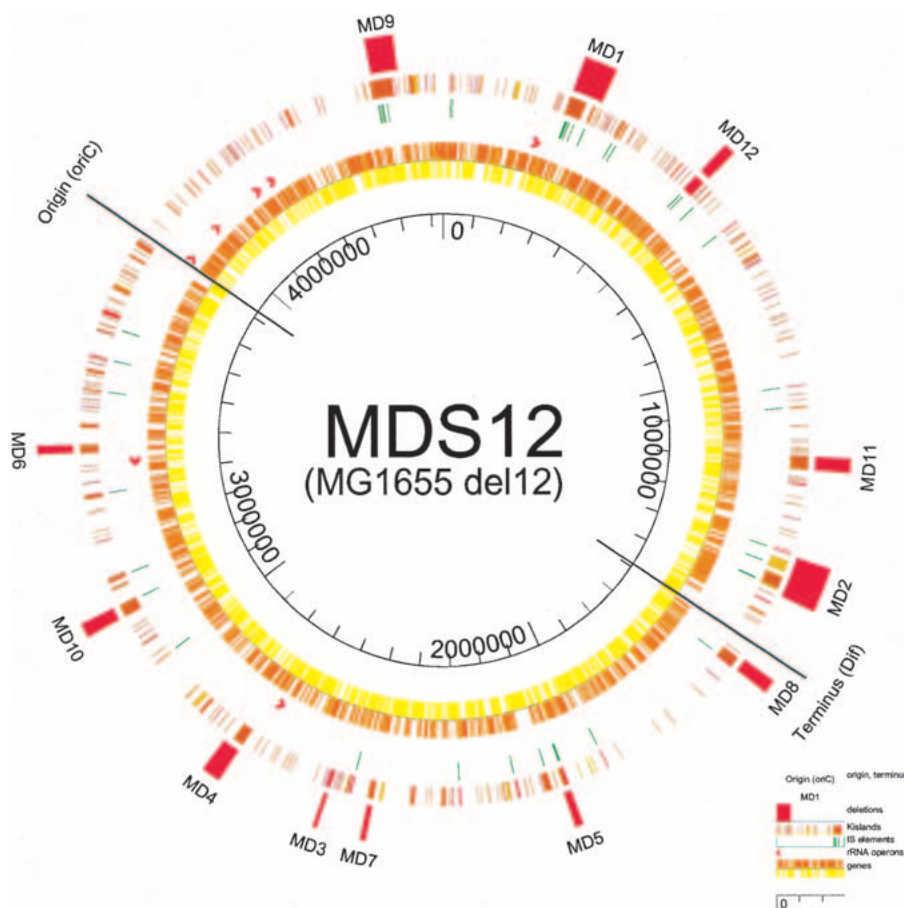 MD9
MD1
MD12
Origin (oriC)
0
4000000
MDS12
(MG1655 del12)
1000000
MD6
MD11
3000000
MD2
MD10
2000000
MD8
Terminus (Dif)
MD4
MD3
MD7
MD5
Origin (oriC)
origin, terminu
MD1
deletions
Kislands
IS elements
rRNA operons
genes
0